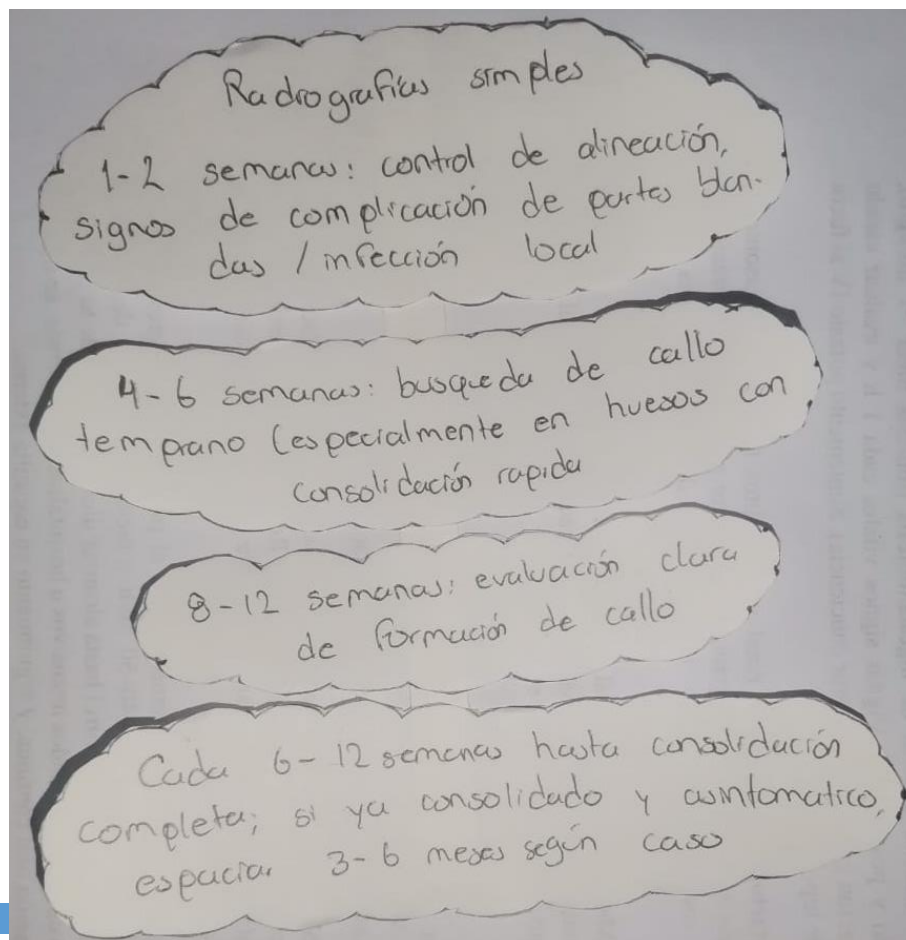 Radiografías simples
1-2 semanas: control de alineación,
signos de complicación de partes blan-
das / infección local
4-6 semanas: busqueda de callo
temprano (especialmente en huesos con
consolidación rapida
8-12 semanas: evaluación clara
de formación de callo
Cada 6-12 semanas hasta consolidación
completa; si ya consolidado y asintomatico,
espaciar 3-6 meses según caso